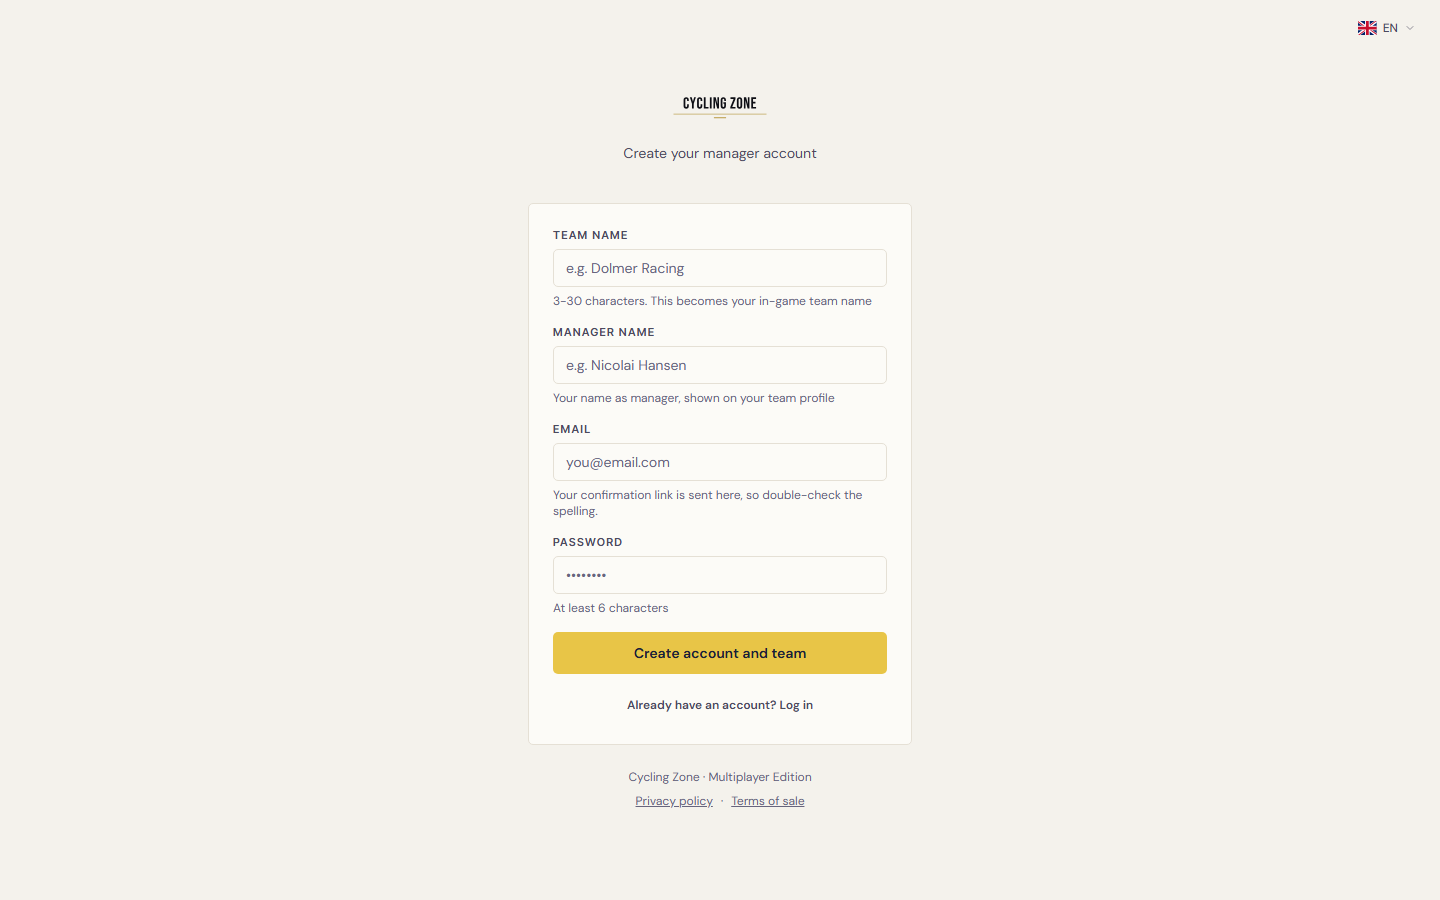 EN
CYCLING ZONE
Create your manager account
TEAM NAME
e.g. Dolmer Racing
3-30 characters. This becomes your in-game team name
MANAGER NAME
e.g. Nicolai Hansen
Your name as manager, shown on your team profile
EMAIL
you@email.com
Your confirmation link is sent here, so double-check the
spelling.
PASSWORD
••••••••
At least 6 characters
Create account and team
Already have an account? Log in
Cycling Zone · Multiplayer Edition
Privacy policy · Terms of sale